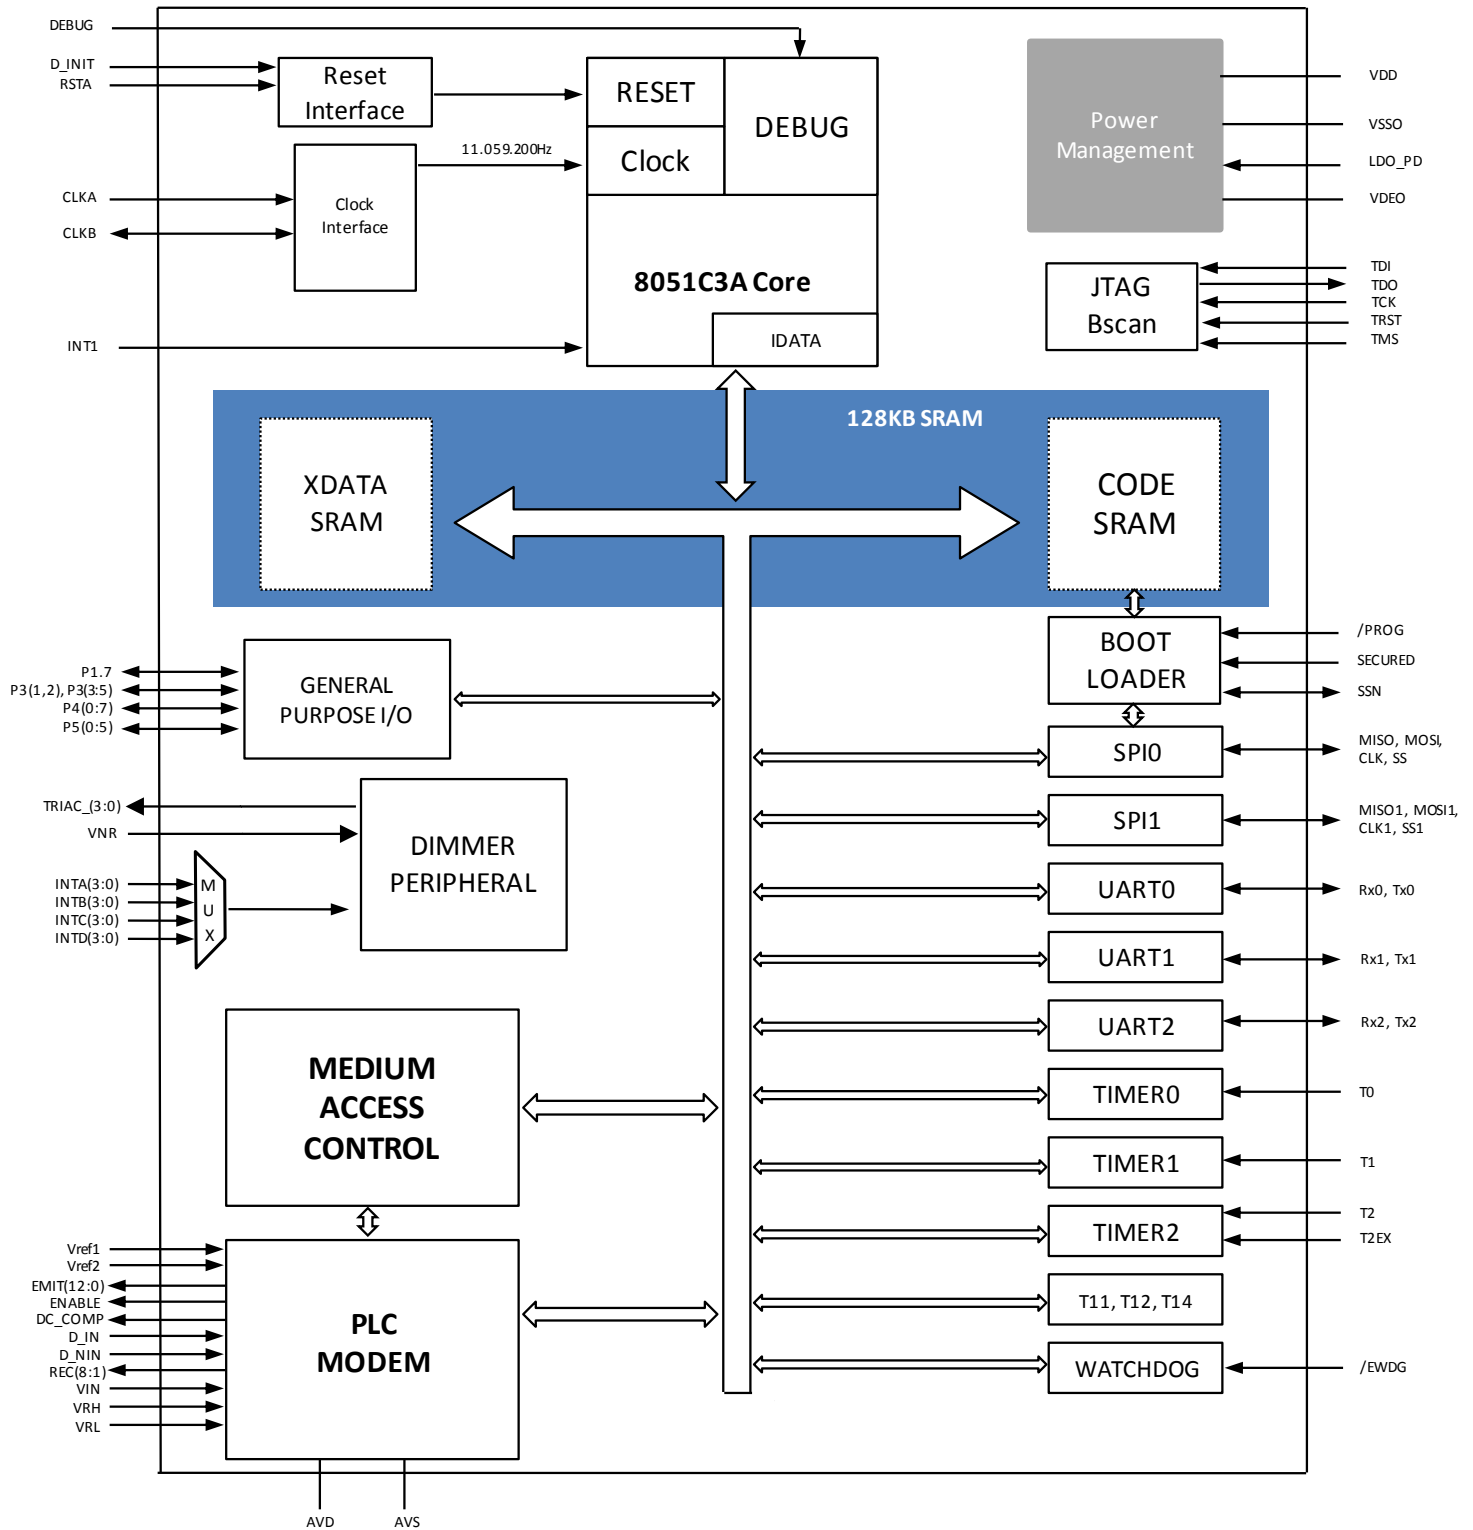 DEBUG
D_INIT
RSTA
Reset
Interface
RESET
DEBUG
Clock
11.059.200Hz
CLKA
CLKB
Clock
Interface
8051C3A Core
IDATA
INT1
Power
Management
VDD
VSSO
LDO_PD
VDEO
JTAG
Bscan
TDI
TDO
TCK
TRST
TMS
128KB SRAM
XDATA
SRAM
CODE
SRAM
BOOT
LOADER
/PROG
SECURED
SSN
P1.7
P3(1,2), P3(3:5)
P4(0:7)
P5(0:5)
GENERAL
PURPOSE I/O
SPI0
MISO, MOSI,
CLK, SS
TRIAC_(3:0)
VNR
DIMMER
PERIPHERAL
SPI1
MISO1, MOSI1,
CLK1, SS1
INTA(3:0)
INTB(3:0)
INTC(3:0)
INTD(3:0)
M
U
X
UART0
Rx0, Tx0
UART1
Rx1, Tx1
UART2
Rx2, Tx2
MEDIUM
ACCESS
CONTROL
TIMER0
T0
TIMER1
T1
TIMER2
T2
T2EX
T11, T12, T14
WATCHDOG
/EWDG
Vref1
Vref2
EMIT(12:0)
ENABLE
DC_COMP
D_IN
D_NIN
REC(8:1)
VIN
VRH
VRL
PLC
MODEM
AVD
AVS